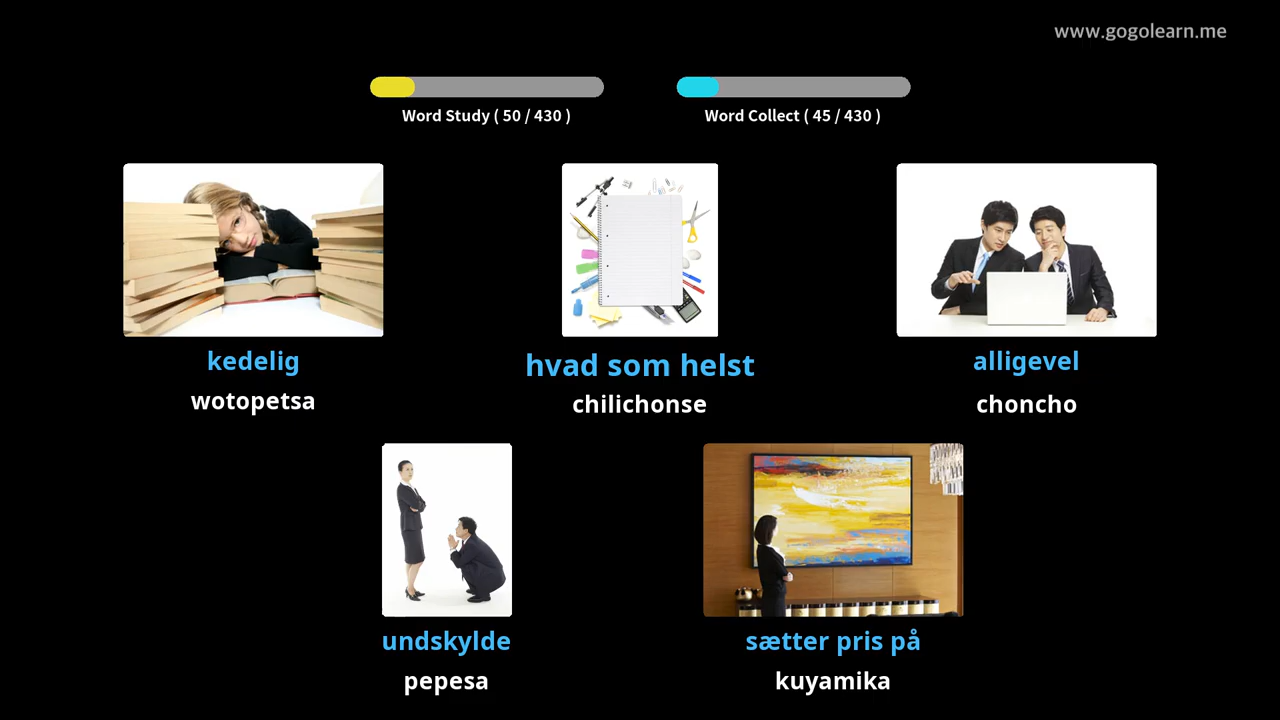 www.gogolearn.me
Word Study ( 50 / 430 )
Word Collect ( 45 / 430 )
kedelig
wotopetsa
hvad som helst
chilichonse
alligevel
choncho
undskylde
pepesa
sætter pris på
kuyamika